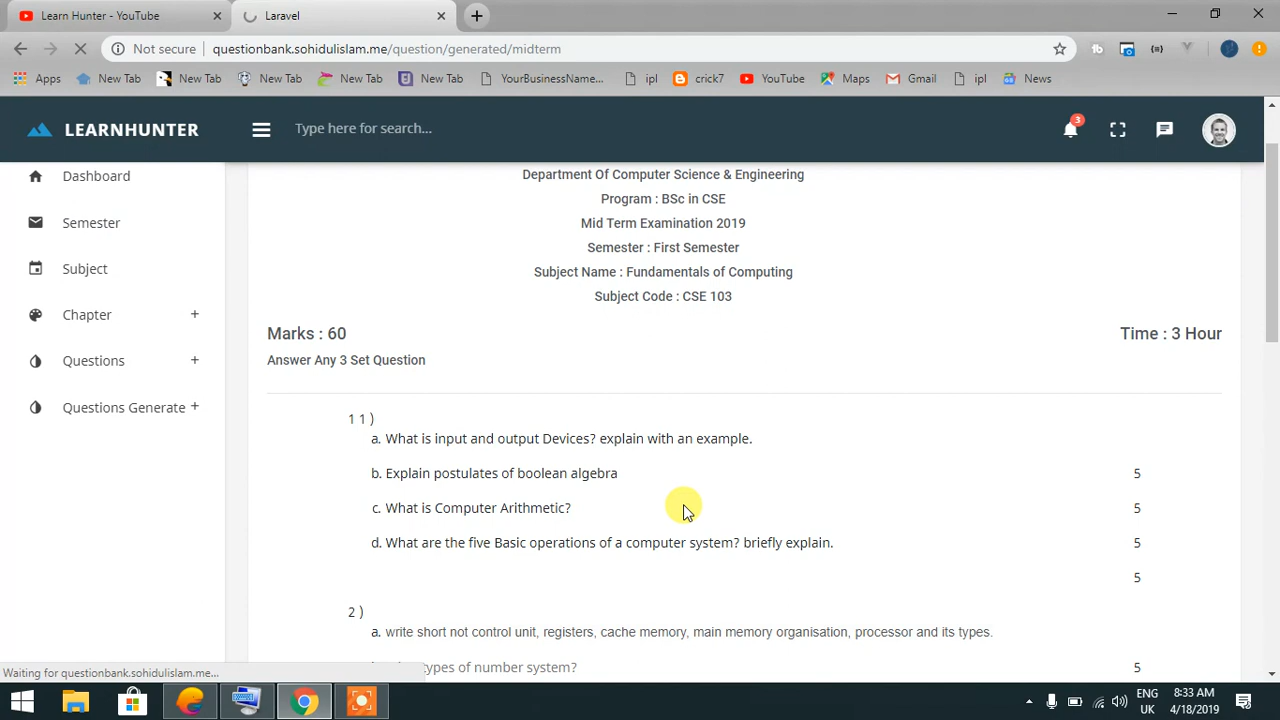 Learn Hunter - YouTube
Laravel
Not secure
questionbank.sohidulislam.me/question/generated/midterm
Apps
New Tab
New Tab
New Tab
New Tab
New Tab
YourBusinessName...
ipl
crick7
YouTube
Maps
Gmail
ipl
News
LEARNHUNTER
Type here for search...
3
Dashboard
Semester
Subject
Chapter +
Questions +
Questions Generate +
Department Of Computer Science & Engineering
Program : BSc in CSE
Mid Term Examination 2019
Semester : First Semester
Subject Name : Fundamentals of Computing
Subject Code : CSE 103
Marks : 60 Time : 3 Hour
Answer Any 3 Set Question
1 1 )
a. What is input and output Devices? explain with an example.
b. Explain postulates of boolean algebra 5
c. What is Computer Arithmetic? 5
d. What are the five Basic operations of a computer system? briefly explain. 5
5
2 )
a. write short not control unit, registers, cache memory, main memory organisation, processor and its types.
types of number system? 5
Waiting for questionbank.sohidulislam.me...
ENG 8:33 AM
UK 4/18/2019